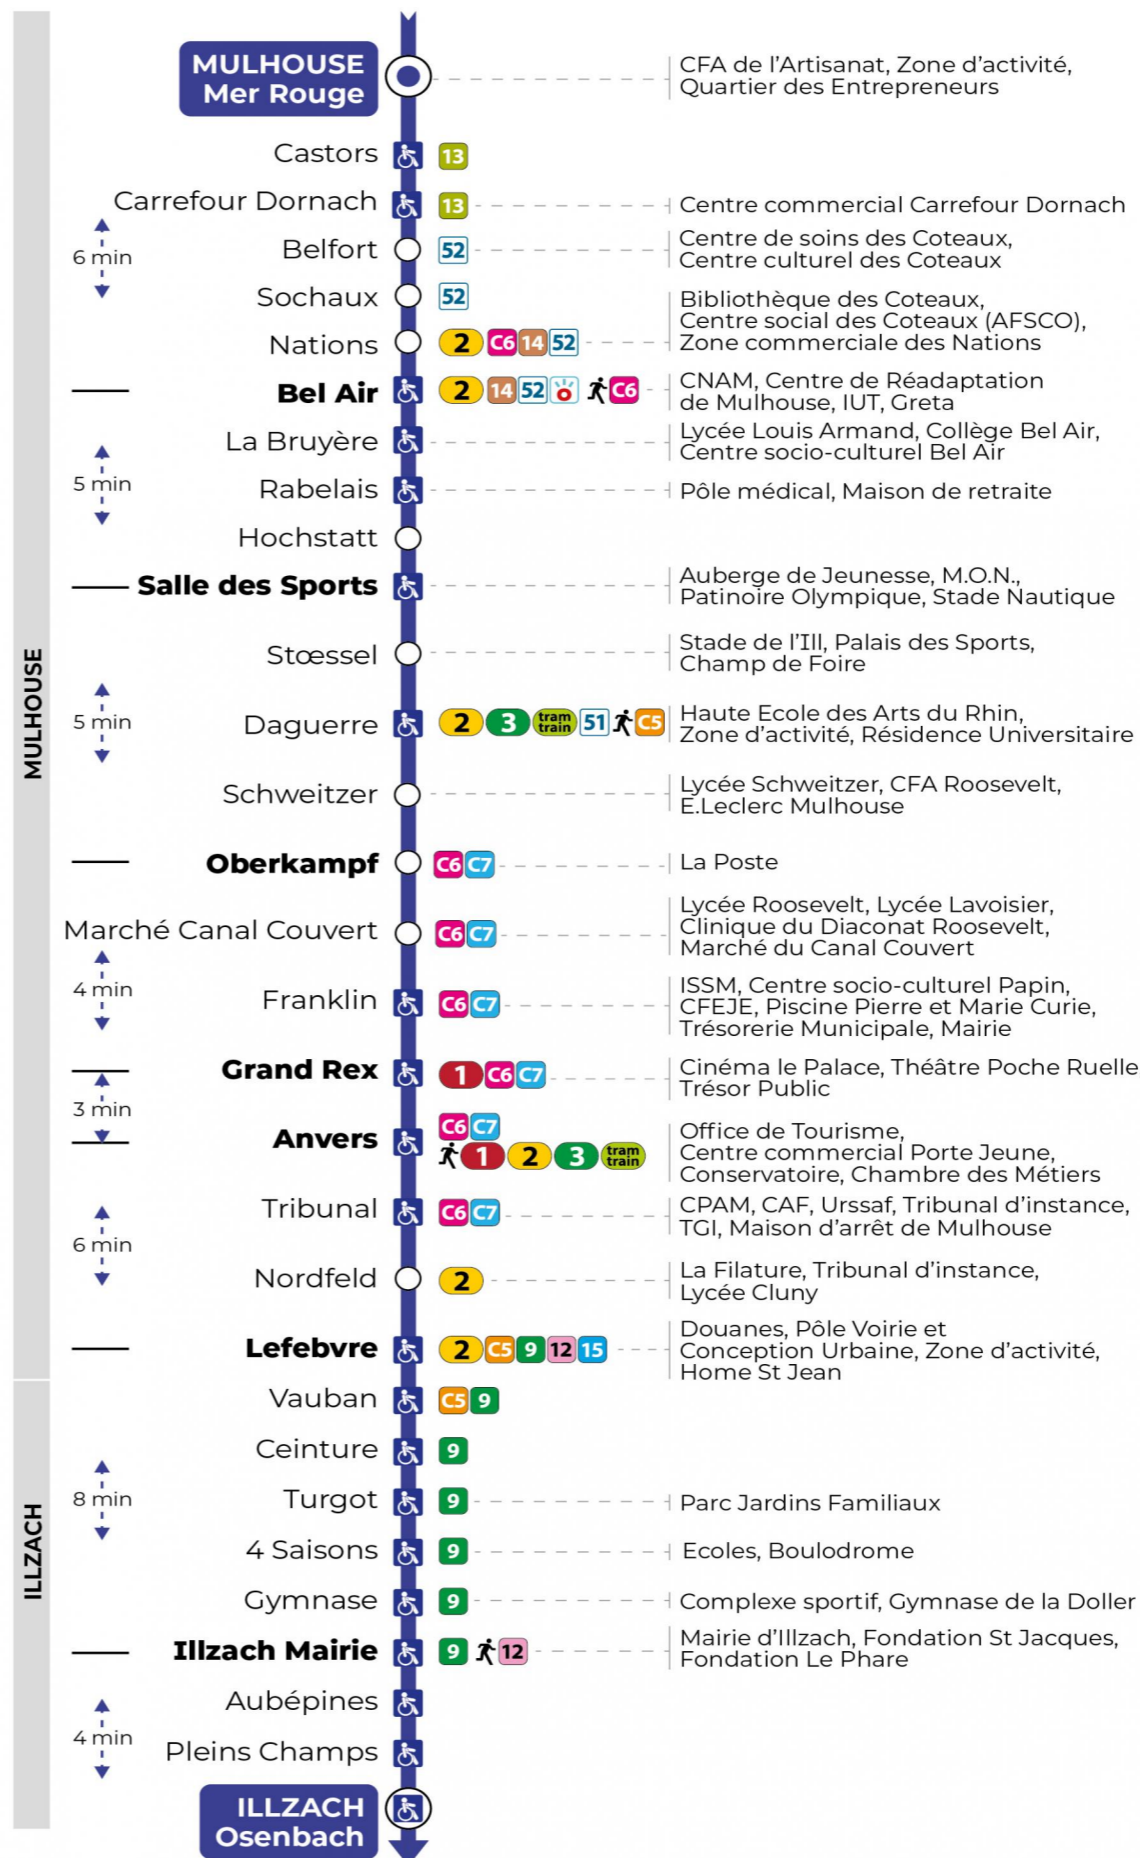 MULHOUSE
Mer Rouge
CFA de l’Artisanat, Zone d’activité,
Quartier des Entrepreneurs
Castors
13
Carrefour Dornach
13
Centre commercial Carrefour Dornach
6 min
Belfort
52
Centre de soins des Coteaux,
Centre culturel des Coteaux
Sochaux
52
Nations
2 C6 14 52
Bibliothèque des Coteaux,
Centre social des Coteaux (AFSCO),
Zone commerciale des Nations
Bel Air
2 14 52 C6
CNAM, Centre de Réadaptation
de Mulhouse, IUT, Greta
La Bruyère
Lycée Louis Armand, Collège Bel Air,
Centre socio-culturel Bel Air
5 min
Rabelais
Pôle médical, Maison de retraite
Hochstatt
Salle des Sports
Auberge de Jeunesse, M.O.N.,
Patinoire Olympique, Stade Nautique
MULHOUSE
Stœssel
Stade de l’Ill, Palais des Sports,
Champ de Foire
5 min
Daguerre
2 3 tram train 51 C5
Haute Ecole des Arts du Rhin,
Zone d’activité, Résidence Universitaire
Schweitzer
Lycée Schweitzer, CFA Roosevelt,
E.Leclerc Mulhouse
Oberkampf
C6 C7
La Poste
Marché Canal Couvert
C6 C7
Lycée Roosevelt, Lycée Lavoisier,
Clinique du Diaconat Roosevelt,
Marché du Canal Couvert
4 min
Franklin
C6 C7
ISSM, Centre socio-culturel Papin,
CFEJE, Piscine Pierre et Marie Curie,
Trésorerie Municipale, Mairie
Grand Rex
1 C6 C7
Cinéma le Palace, Théâtre Poche Ruelle
Trésor Public
3 min
Anvers
C6 C7
1 2 3 tram train
Office de Tourisme,
Centre commercial Porte Jeune,
Conservatoire, Chambre des Métiers
Tribunal
C6 C7
CPAM, CAF, Urssaf, Tribunal d’instance,
TGI, Maison d’arrêt de Mulhouse
6 min
Nordfeld
2
La Filature, Tribunal d’instance,
Lycée Cluny
Lefebvre
2 C5 9 12 15
Douanes, Pôle Voirie et
Conception Urbaine, Zone d’activité,
Home St Jean
Vauban
C5 9
Ceinture
9
8 min
Turgot
9
Parc Jardins Familiaux
ILLZACH
4 Saisons
9
Ecoles, Boulodrome
Gymnase
9
Complexe sportif, Gymnase de la Doller
Illzach Mairie
9 12
Mairie d’Illzach, Fondation St Jacques,
Fondation Le Phare
Aubépines
4 min
Pleins Champs
ILLZACH
Osenbach